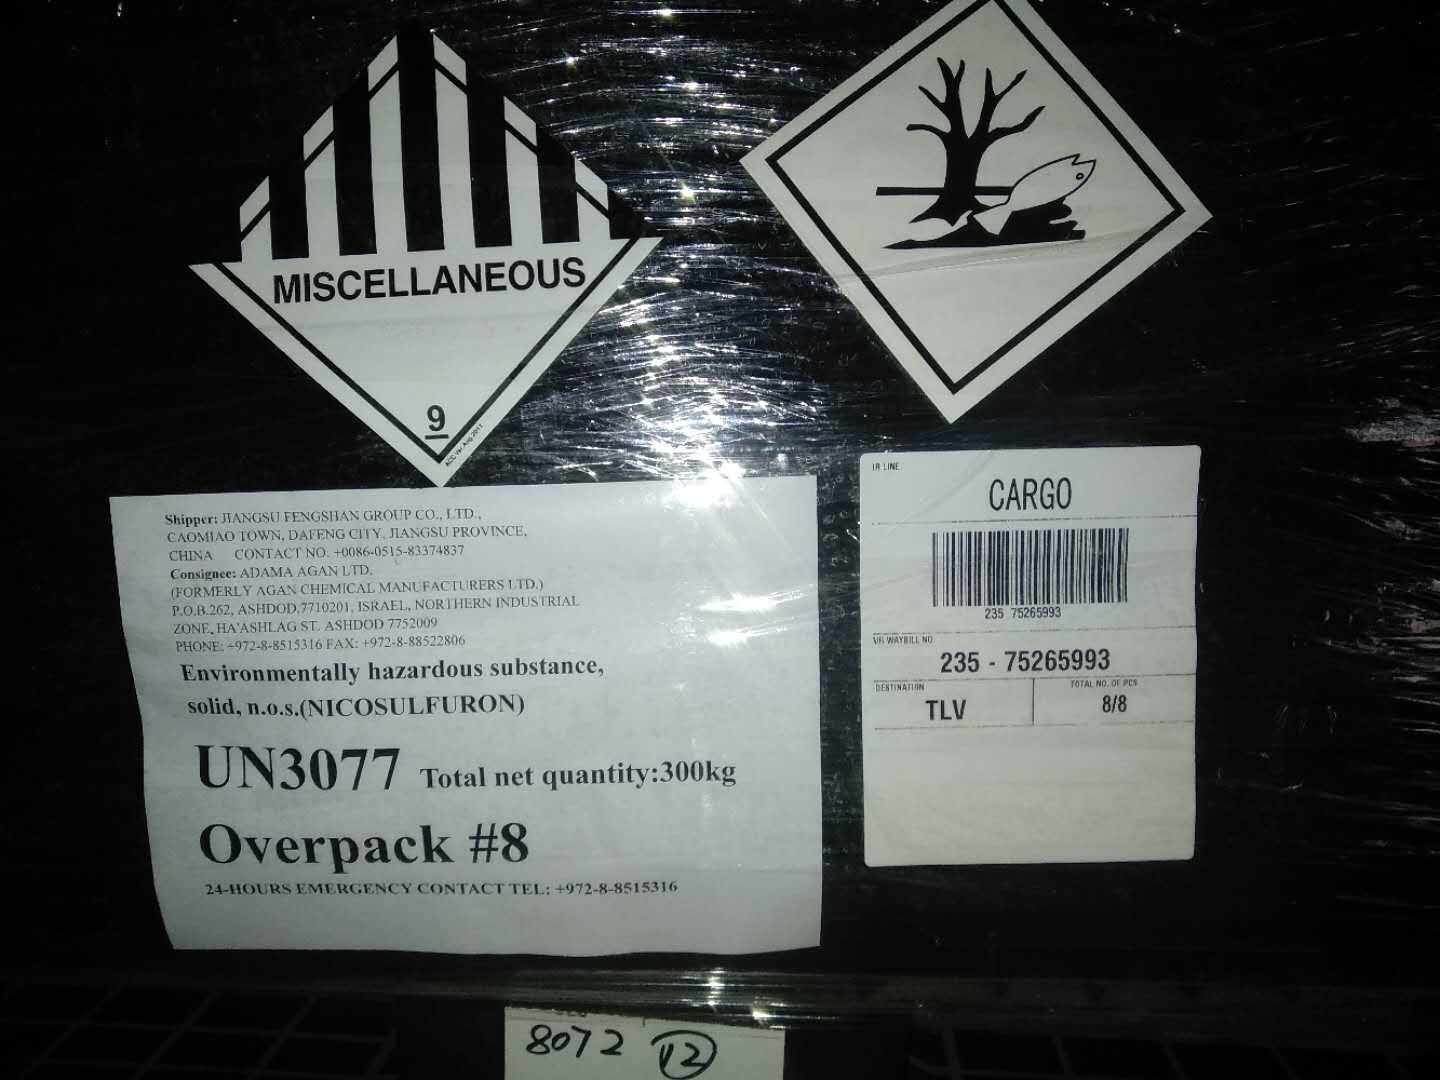 MISCELLANEOUS
9
Shipper: JIANGSU FENGSHAN GROUP CO., LTD.,
CAOMIAO TOWN, DAFENG CITY, JIANGSU PROVINCE,
CHINA CONTACT NO. +0086-0515-83374837
Consignee: ADAMA AGAN LTD.
(FORMERLY AGAN CHEMICAL MANUFACTURERS LTD.)
P.O.B.262, ASHDOD,7710201, ISRAEL, NORTHERN INDUSTRIAL
ZONE, HA'ASHLAG ST. ASHDOD 7752009
PHONE: +972-8-8515316 FAX: +972-8-88522806
Environmentally hazardous substance,
solid, n.o.s.(NICOSULFURON)
UN3077 Total net quantity:300kg
Overpack #8
24-HOURS EMERGENCY CONTACT TEL: +972-8-8515316
IR LINE
CARGO
235 75265993
WAYBILL NO.
235 - 75265993
DESTINATION
TLV
TOTAL NO. OF PCS
8/8
8072 12